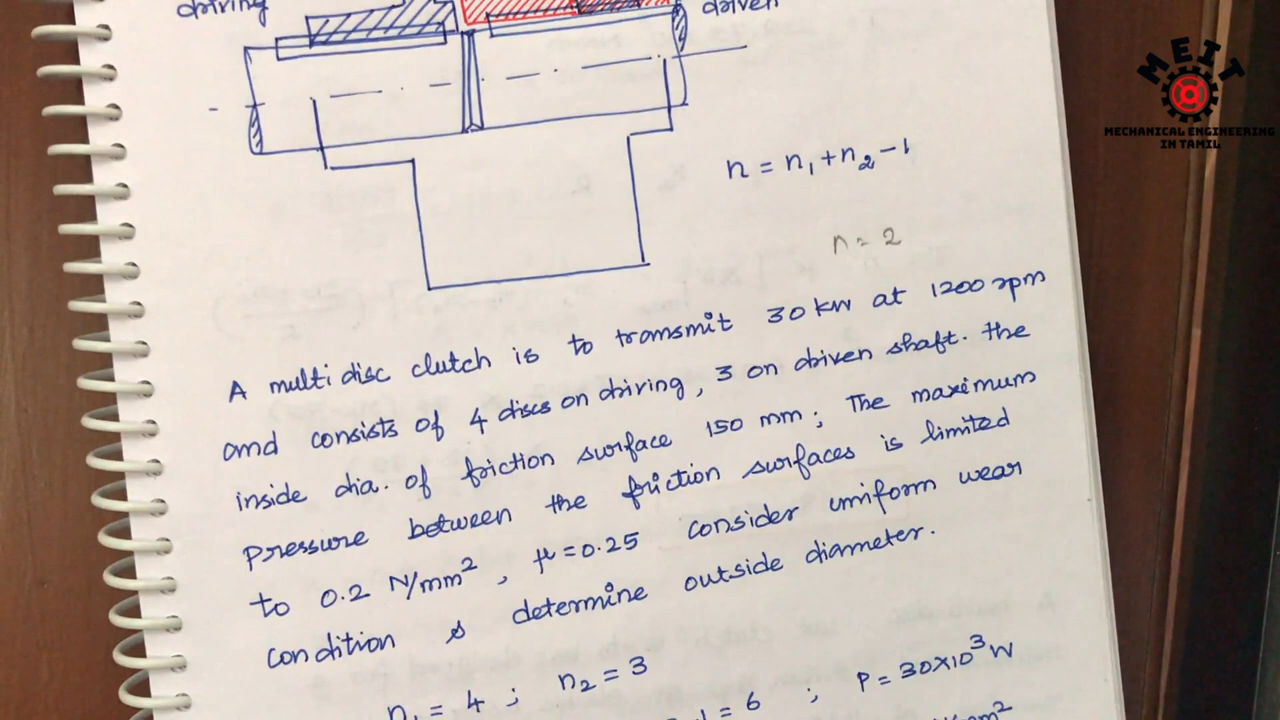 driving
driven
MEIT
MECHANICAL ENGINEERING
IN TAMIL
n = n₁ + n₂ - 1
n = 2
A multi disc clutch is to transmit 30 kW at 1200 rpm
and consists of 4 discs on driving, 3 on driven shaft. The
inside dia. of friction surface 150 mm; The maximum
pressure between the friction surfaces is limited
to 0.2 N/mm², μ = 0.25 consider uniform wear
condition & determine outside diameter.
n₁ = 4 ; n₂ = 3
-1 = 6 ; P = 30×10³ W